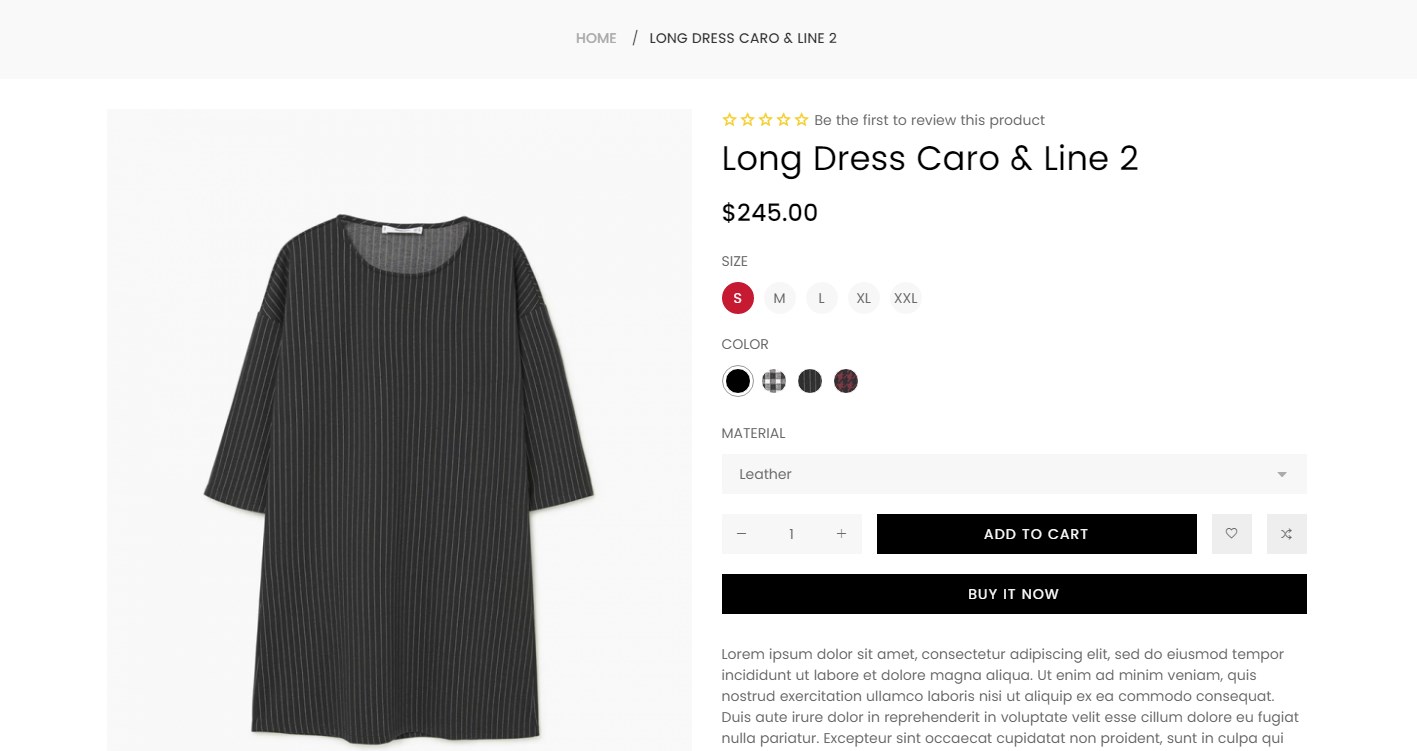 HOME / LONG DRESS CARO & LINE 2
Be the first to review this product
Long Dress Caro & Line 2
$245.00
SIZE
S M L XL XXL
COLOR
MATERIAL
Leather
− 1 + ADD TO CART
BUY IT NOW
Lorem ipsum dolor sit amet, consectetur adipiscing elit, sed do eiusmod tempor
incididunt ut labore et dolore magna aliqua. Ut enim ad minim veniam, quis
nostrud exercitation ullamco laboris nisi ut aliquip ex ea commodo consequat.
Duis aute irure dolor in reprehenderit in voluptate velit esse cillum dolore eu fugiat
nulla pariatur. Excepteur sint occaecat cupidatat non proident, sunt in culpa qui